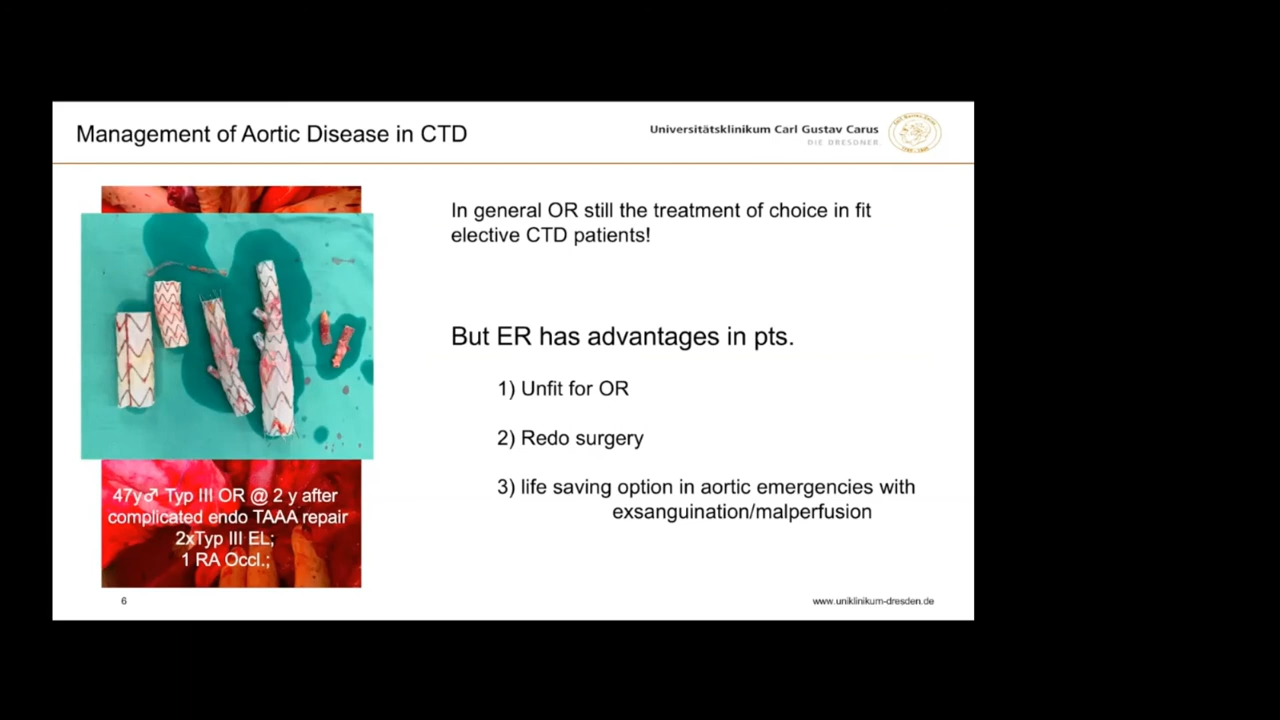 Management of Aortic Disease in CTD
Universitätsklinikum Carl Gustav Carus
DIE DRESDNER.
In general OR still the treatment of choice in fit
elective CTD patients!
But ER has advantages in pts.
1) Unfit for OR
2) Redo surgery
3) life saving option in aortic emergencies with
exsanguination/malperfusion
47y♂ Typ III OR @ 2 y after
complicated endo TAAA repair
2xTyp III EL;
1 RA Occl.;
6
www.uniklinikum-dresden.de